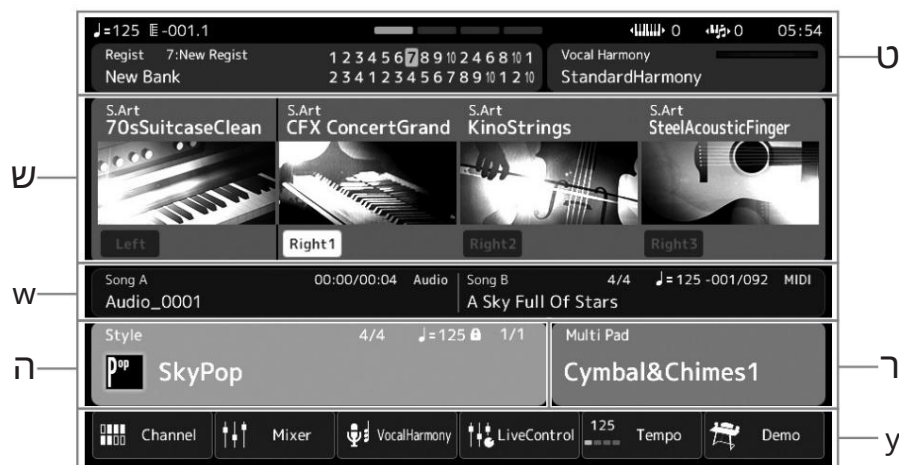 ♩=125 -001.1 0 0 05:54
Regist 7:New Regist 1 2 3 4 5 6 7 8 9 10 2 4 6 8 10 1 Vocal Harmony
New Bank 2 3 4 1 2 3 4 5 6 7 8 9 10 1 2 10 StandardHarmony
ט
S.Art S.Art S.Art S.Art
70sSuitcaseClean CFX ConcertGrand KinoStrings SteelAcousticFinger
ש
Left Right1 Right2 Right3
Song A 00:00/00:04 Audio Song B 4/4 ♩=125 -001/092 MIDI
w
Audio_0001 A Sky Full Of Stars
Style 4/4 ♩=125 1/1 Multi Pad
ה Pop SkyPop Cymbal&Chimes1 ר
Channel Mixer VocalHarmony LiveControl 125 Tempo Demo y